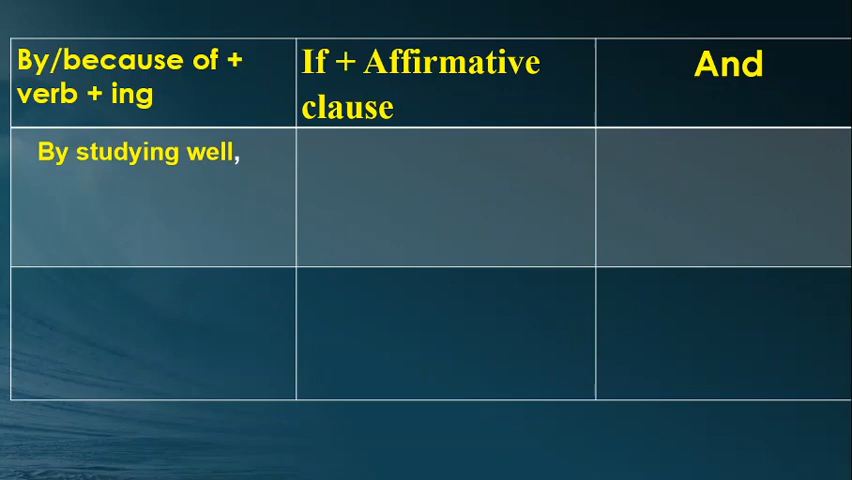 By/because of +
verb + ing
If + Affirmative
clause
And
By studying well,